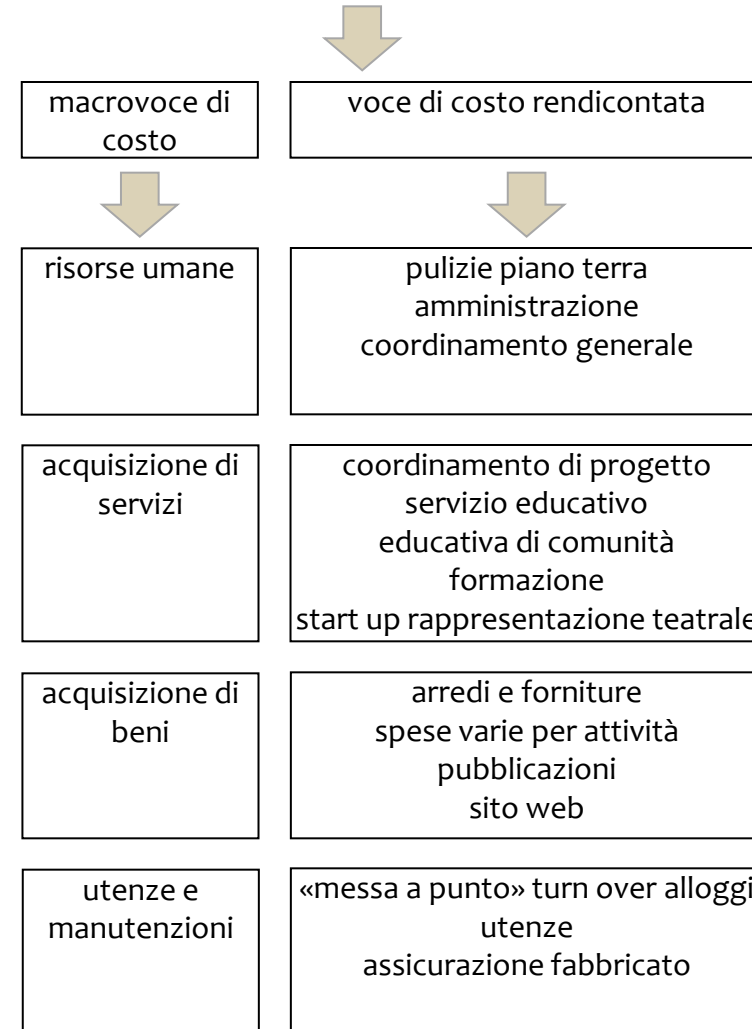 macrovoce di
costo
voce di costo rendicontata
risorse umane
pulizie piano terra
amministrazione
coordinamento generale
acquisizione di
servizi
coordinamento di progetto
servizio educativo
educativa di comunità
formazione
start up rappresentazione teatrale
acquisizione di
beni
arredi e forniture
spese varie per attività
pubblicazioni
sito web
utenze e
manutenzioni
«messa a punto» turn over alloggi
utenze
assicurazione fabbricato